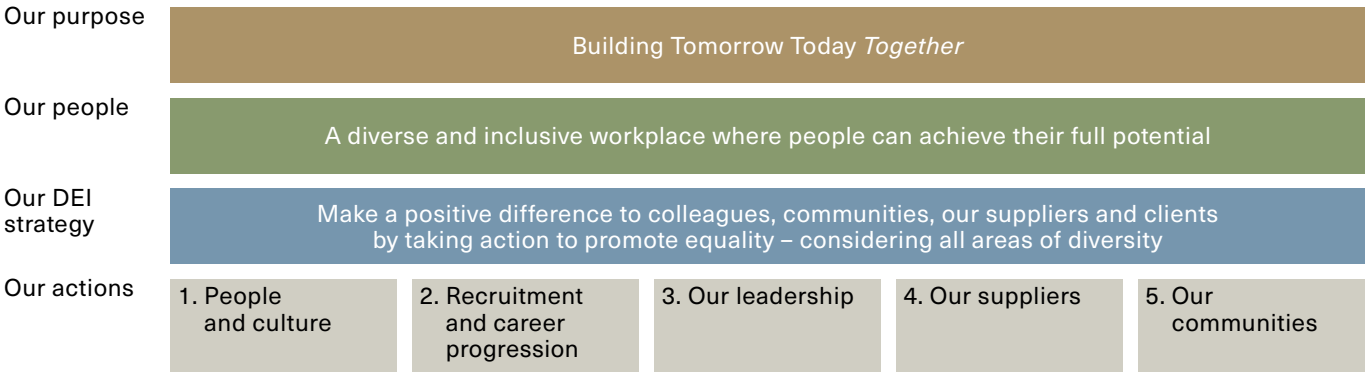 Our purpose
Building Tomorrow Today Together
Our people
A diverse and inclusive workplace where people can achieve their full potential
Our DEI
strategy
Make a positive difference to colleagues, communities, our suppliers and clients
by taking action to promote equality – considering all areas of diversity
Our actions
1. People
and culture
2. Recruitment
and career
progression
3. Our leadership
4. Our suppliers
5. Our
communities